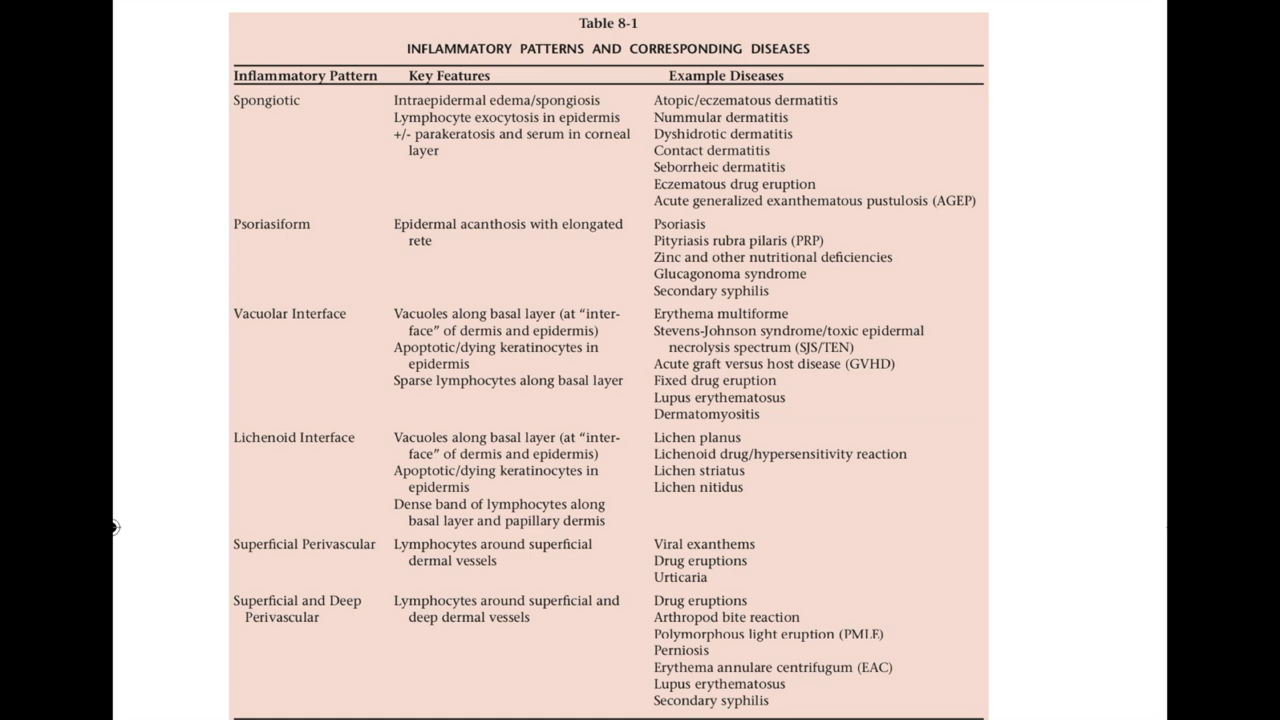 Table 8-1
INFLAMMATORY PATTERNS AND CORRESPONDING DISEASES
Inflammatory Pattern Key Features Example Diseases
Spongiotic Intraepidermal edema/spongiosis Atopic/eczematous dermatitis
Lymphocyte exocytosis in epidermis Nummular dermatitis
+/- parakeratosis and serum in corneal Dyshidrotic dermatitis
layer Contact dermatitis
Seborrheic dermatitis
Eczematous drug eruption
Acute generalized exanthematous pustulosis (AGEP)
Psoriasiform Epidermal acanthosis with elongated Psoriasis
rete Pityriasis rubra pilaris (PRP)
Zinc and other nutritional deficiencies
Glucagonoma syndrome
Secondary syphilis
Vacuolar Interface Vacuoles along basal layer (at “inter- Erythema multiforme
face” of dermis and epidermis) Stevens-Johnson syndrome/toxic epidermal
Apoptotic/dying keratinocytes in necrolysis spectrum (SJS/TEN)
epidermis Acute graft versus host disease (GVHD)
Sparse lymphocytes along basal layer Fixed drug eruption
Lupus erythematosus
Dermatomyositis
Lichenoid Interface Vacuoles along basal layer (at “inter- Lichen planus
face” of dermis and epidermis) Lichenoid drug/hypersensitivity reaction
Apoptotic/dying keratinocytes in Lichen striatus
epidermis Lichen nitidus
Dense band of lymphocytes along
basal layer and papillary dermis
Superficial Perivascular Lymphocytes around superficial Viral exanthems
dermal vessels Drug eruptions
Urticaria
Superficial and Deep Lymphocytes around superficial and Drug eruptions
Perivascular deep dermal vessels Arthropod bite reaction
Polymorphous light eruption (PMLE)
Perniosis
Erythema annulare centrifugum (EAC)
Lupus erythematosus
Secondary syphilis